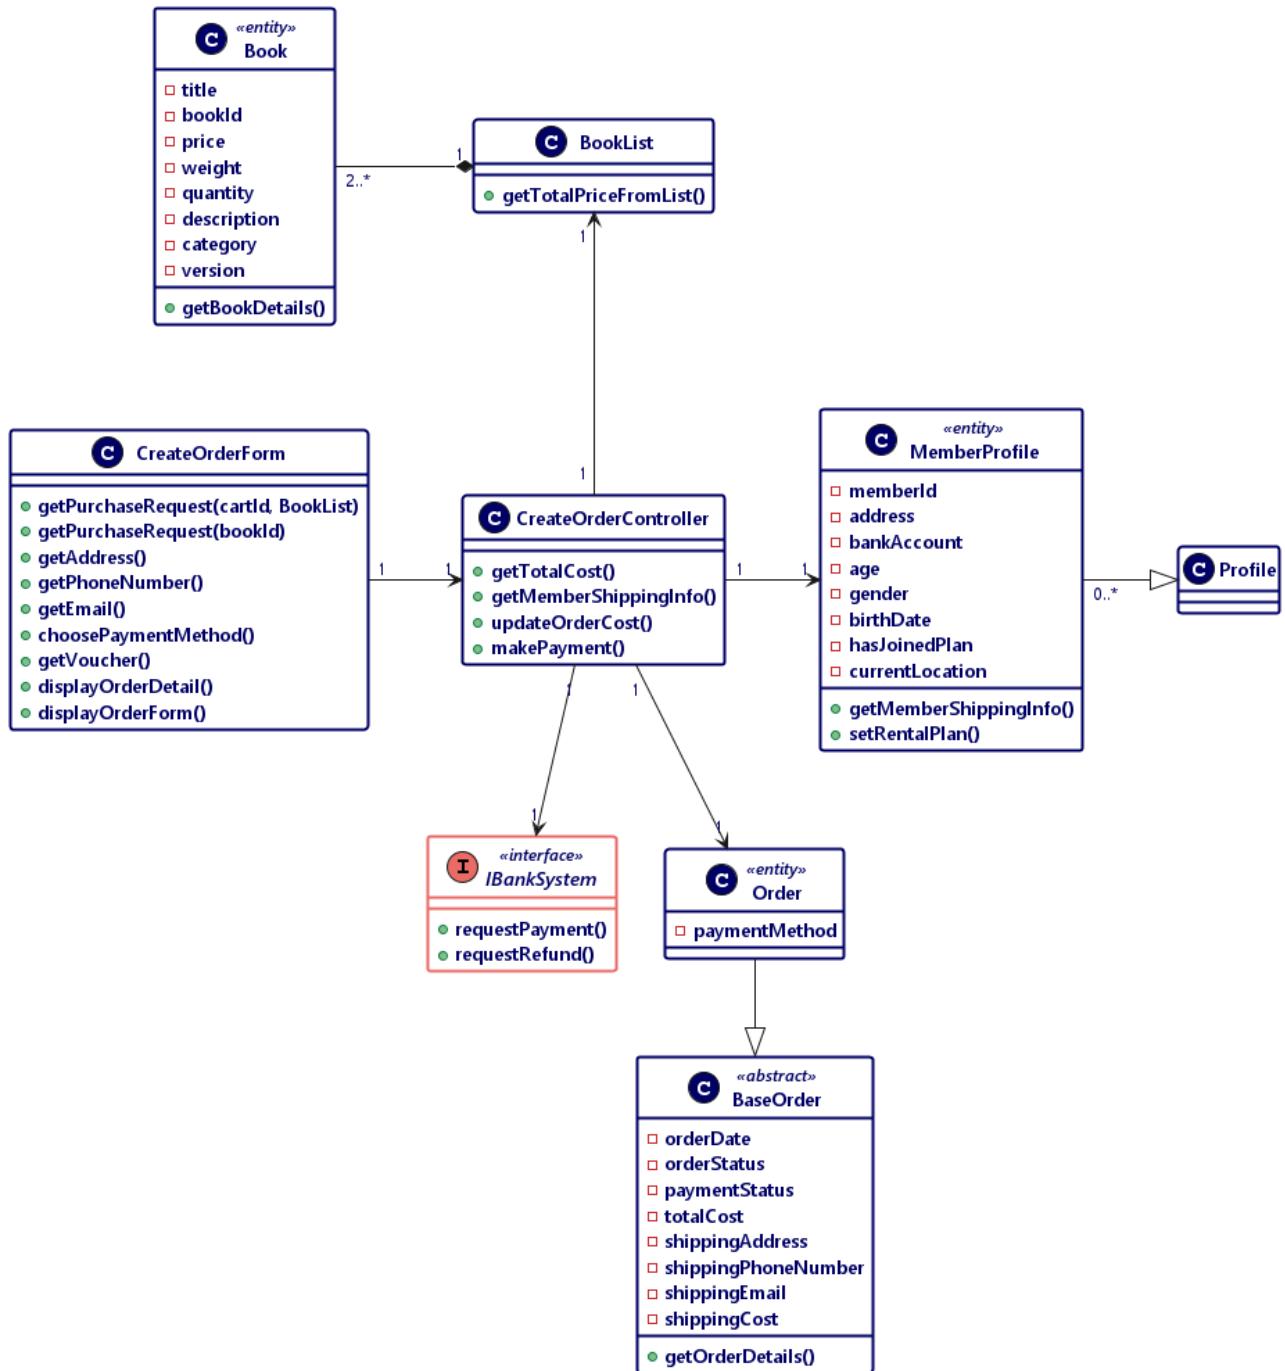 C «entity»
Book
title
bookId
price
weight
quantity
description
category
version
getBookDetails()
1
2..*
C BookList
getTotalPriceFromList()
1
1
C CreateOrderForm
getPurchaseRequest(cartId, BookList)
getPurchaseRequest(bookId)
getAddress()
getPhoneNumber()
getEmail()
choosePaymentMethod()
getVoucher()
displayOrderDetail()
displayOrderForm()
1 1
C CreateOrderController
getTotalCost()
getMemberShippingInfo()
updateOrderCost()
makePayment()
1 1
C «entity»
MemberProfile
memberId
address
bankAccount
age
gender
birthDate
hasJoinedPlan
currentLocation
getMemberShippingInfo()
setRentalPlan()
0..*
C Profile
1 1
1 1
I «interface»
IBankSystem
requestPayment()
requestRefund()
C «entity»
Order
paymentMethod
C «abstract»
BaseOrder
orderDate
orderStatus
paymentStatus
totalCost
shippingAddress
shippingPhoneNumber
shippingEmail
shippingCost
getOrderDetails()